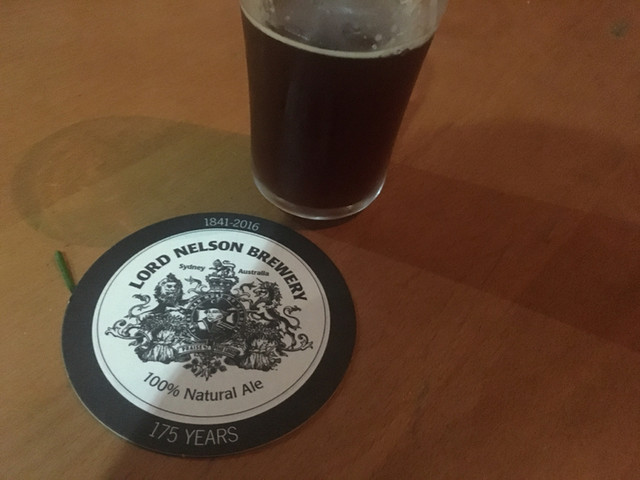 1841-2016
LORD NELSON BREWERY
Sydney Australia
100% Natural Ale
175 YEARS